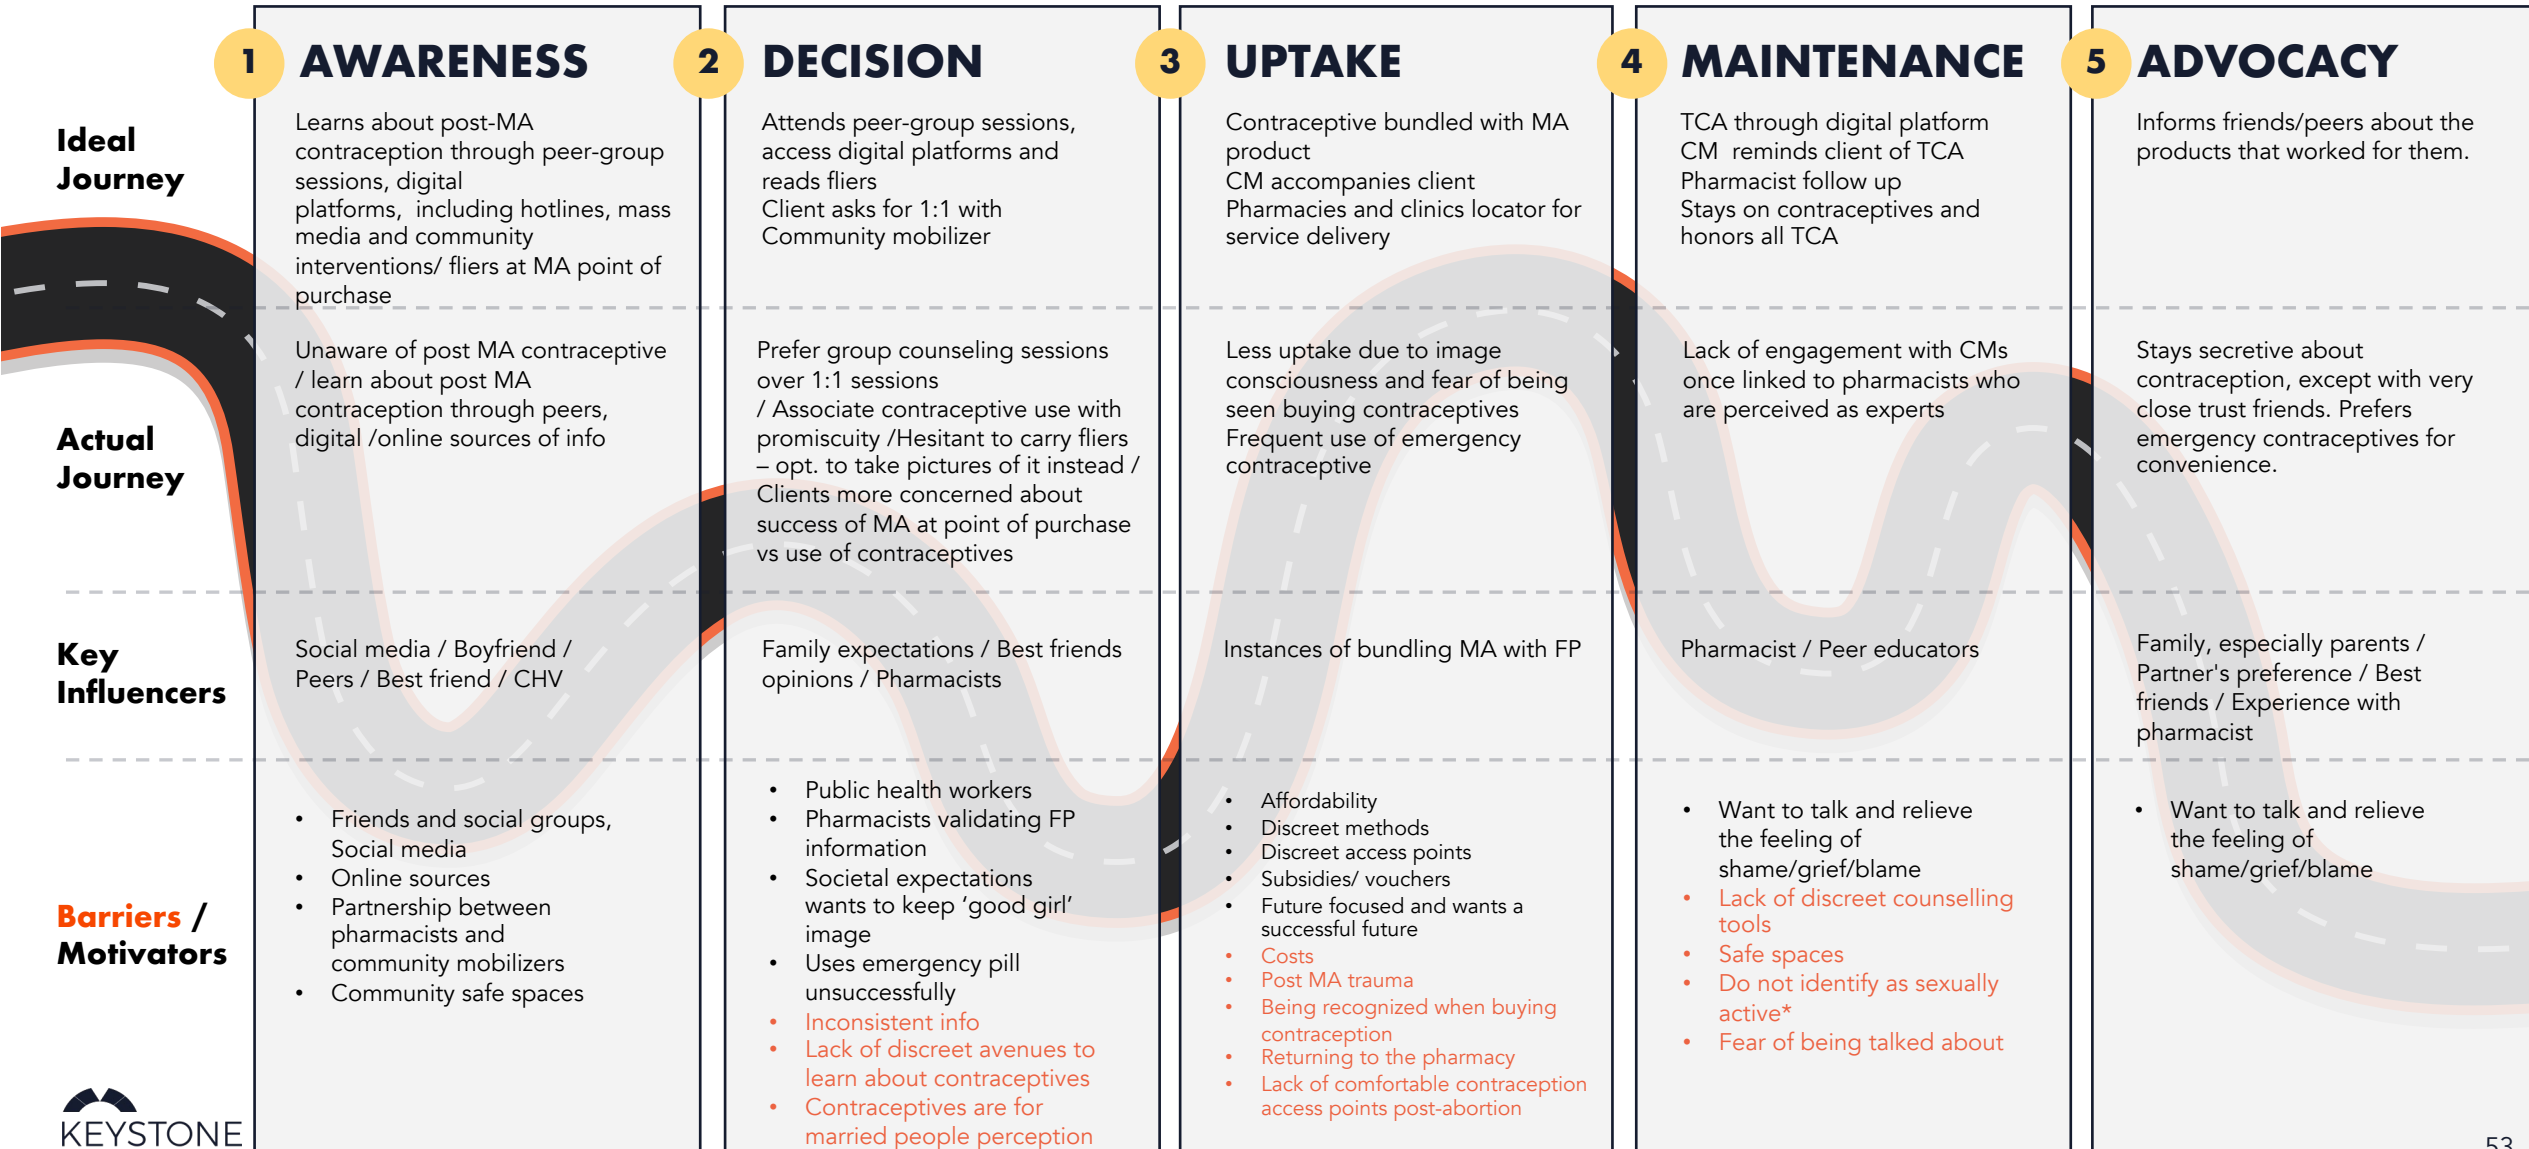 1 AWARENESS
2 DECISION
3 UPTAKE
4 MAINTENANCE
5 ADVOCACY
Ideal
Journey
Learns about post-MA
contraception through peer-group
sessions, digital
platforms, including hotlines, mass
media and community
interventions/ fliers at MA point of
purchase
Attends peer-group sessions,
access digital platforms and
reads fliers
Client asks for 1:1 with
Community mobilizer
Contraceptive bundled with MA
product
CM accompanies client
Pharmacies and clinics locator for
service delivery
TCA through digital platform
CM reminds client of TCA
Pharmacist follow up
Stays on contraceptives and
honors all TCA
Informs friends/peers about the
products that worked for them.
Actual
Journey
Unaware of post MA contraceptive
/ learn about post MA
contraception through peers,
digital /online sources of info
Prefer group counseling sessions
over 1:1 sessions
/ Associate contraceptive use with
promiscuity /Hesitant to carry fliers
– opt. to take pictures of it instead /
Clients more concerned about
success of MA at point of purchase
vs use of contraceptives
Less uptake due to image
consciousness and fear of being
seen buying contraceptives
Frequent use of emergency
contraceptive
Lack of engagement with CMs
once linked to pharmacists who
are perceived as experts
Stays secretive about
contraception, except with very
close trust friends. Prefers
emergency contraceptives for
convenience.
Key
Influencers
Social media / Boyfriend /
Peers / Best friend / CHV
Family expectations / Best friends
opinions / Pharmacists
Instances of bundling MA with FP
Pharmacist / Peer educators
Family, especially parents /
Partner's preference / Best
friends / Experience with
pharmacist
Barriers /
Motivators
• Friends and social groups,
Social media
• Online sources
• Partnership between
pharmacists and
community mobilizers
• Community safe spaces
• Public health workers
• Pharmacists validating FP
information
• Societal expectations
wants to keep ‘good girl’
image
• Uses emergency pill
unsuccessfully
• Inconsistent info
• Lack of discreet avenues to
learn about contraceptives
• Contraceptives are for
married people perception
• Affordability
• Discreet methods
• Discreet access points
• Subsidies/ vouchers
• Future focused and wants a
successful future
• Costs
• Post MA trauma
• Being recognized when buying
contraception
• Returning to the pharmacy
• Lack of comfortable contraception
access points post-abortion
• Want to talk and relieve
the feeling of
shame/grief/blame
• Lack of discreet counselling
tools
• Safe spaces
• Do not identify as sexually
active*
• Fear of being talked about
• Want to talk and relieve
the feeling of
shame/grief/blame
KEYSTONE
53